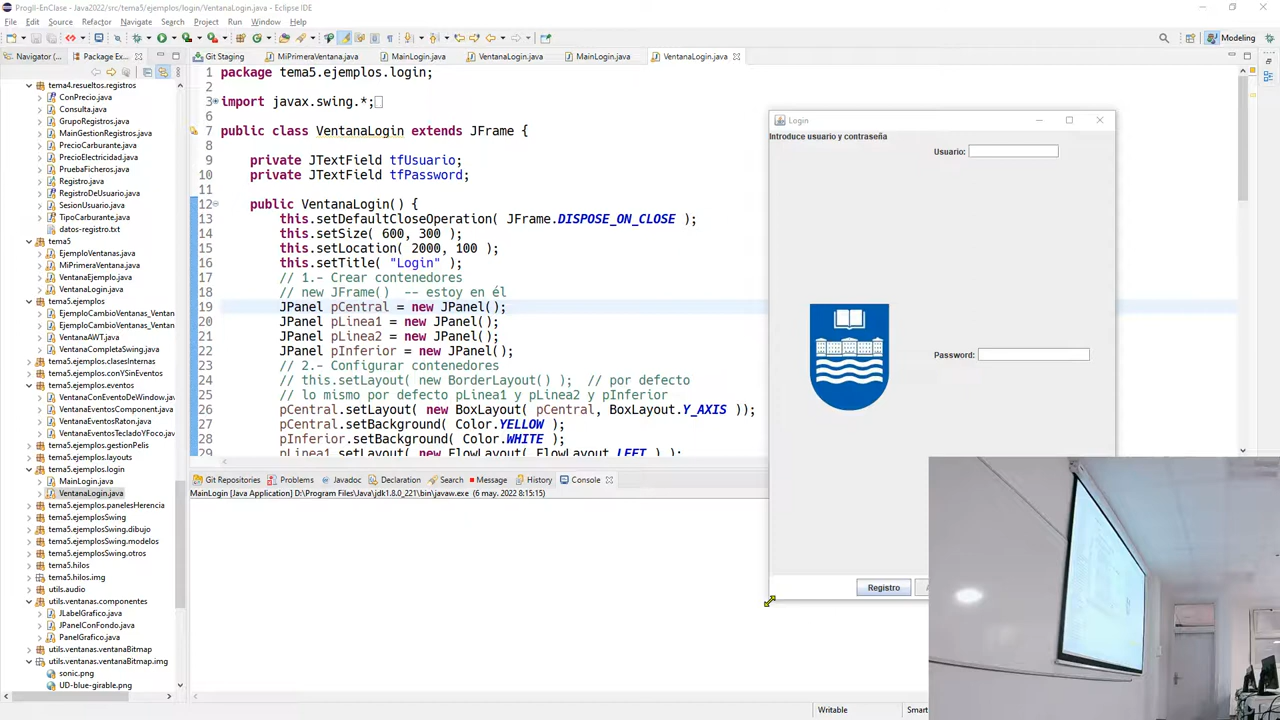 ProgII-EnClase - Java2022/src/tema5/ejemplos/login/VentanaLogin.java - Eclipse IDE
File Edit Source Refactor Navigate Search Project Run Window Help
Modeling
Navigator (... Package Ex...
Git Staging MiPrimeraVentana.java MainLogin.java VentanaLogin.java MainLogin.java VentanaLogin.java
tema4.resueltos.registros
ConPrecio.java
Consulta.java
GrupoRegistros.java
MainGestionRegistros.java
PrecioCarburante.java
PrecioElectricidad.java
PruebaFicheros.java
Registro.java
RegistroDeUsuario.java
SesionUsuario.java
TipoCarburante.java
datos-registro.txt
tema5
EjemploVentanas.java
MiPrimeraVentana.java
VentanaEjemplo.java
VentanaLogin.java
tema5.ejemplos
EjemploCambioVentanas_Venta
EjemploCambioVentanas_Venta
VentanaAWT.java
VentanaCompletaSwing.java
tema5.ejemplos.clasesInternas
tema5.ejemplos.conYSinEventos
tema5.ejemplos.eventos
VentanaConEventoDeWindow.java
VentanaEventosComponent.java
VentanaEventosRaton.java
VentanaEventosTecladoYFoco.java
tema5.ejemplos.gestionPelis
tema5.ejemplos.layouts
tema5.ejemplos.login
MainLogin.java
VentanaLogin.java
tema5.ejemplos.panelesHerencia
tema5.ejemplosSwing
tema5.ejemplosSwing.dibujo
tema5.ejemplosSwing.modelos
tema5.ejemplosSwing.otros
tema5.hilos
tema5.hilos.img
utils.audio
utils.ventanas.componentes
JLabelGrafico.java
JPanelConFondo.java
PanelGrafico.java
utils.ventanas.ventanaBitmap
utils.ventanas.ventanaBitmap.img
sonic.png
UD-blue-girable.png
1 package tema5.ejemplos.login;
2
3 import javax.swing.*;
6
7 public class VentanaLogin extends JFrame {
8
9 private JTextField tfUsuario;
10 private JTextField tfPassword;
11
12 public VentanaLogin() {
13 this.setDefaultCloseOperation( JFrame.DISPOSE_ON_CLOSE );
14 this.setSize( 600, 300 );
15 this.setLocation( 2000, 100 );
16 this.setTitle( "Login" );
17 // 1.- Crear contenedores
18 // new JFrame() -- estoy en él
19 JPanel pCentral = new JPanel();
20 JPanel pLinea1 = new JPanel();
21 JPanel pLinea2 = new JPanel();
22 JPanel pInferior = new JPanel();
23 // 2.- Configurar contenedores
24 // this.setLayout( new BorderLayout() ); // por defecto
25 // lo mismo por defecto pLinea1 y pLinea2 y pInferior
26 pCentral.setLayout( new BoxLayout( pCentral, BoxLayout.Y_AXIS ));
27 pCentral.setBackground( Color.YELLOW );
28 pInferior.setBackground( Color.WHITE );
29 pLinea1.setLayout( new FlowLayout( FlowLayout.LEFT ) );
Login
Introduce usuario y contraseña
Usuario:
Password:
Registro
Git Repositories Problems Javadoc Declaration Search Message History Console
MainLogin [Java Application] D:\Program Files\Java\jdk1.8.0_221\bin\javaw.exe (6 may. 2022 8:15:15)
Writable
Smart